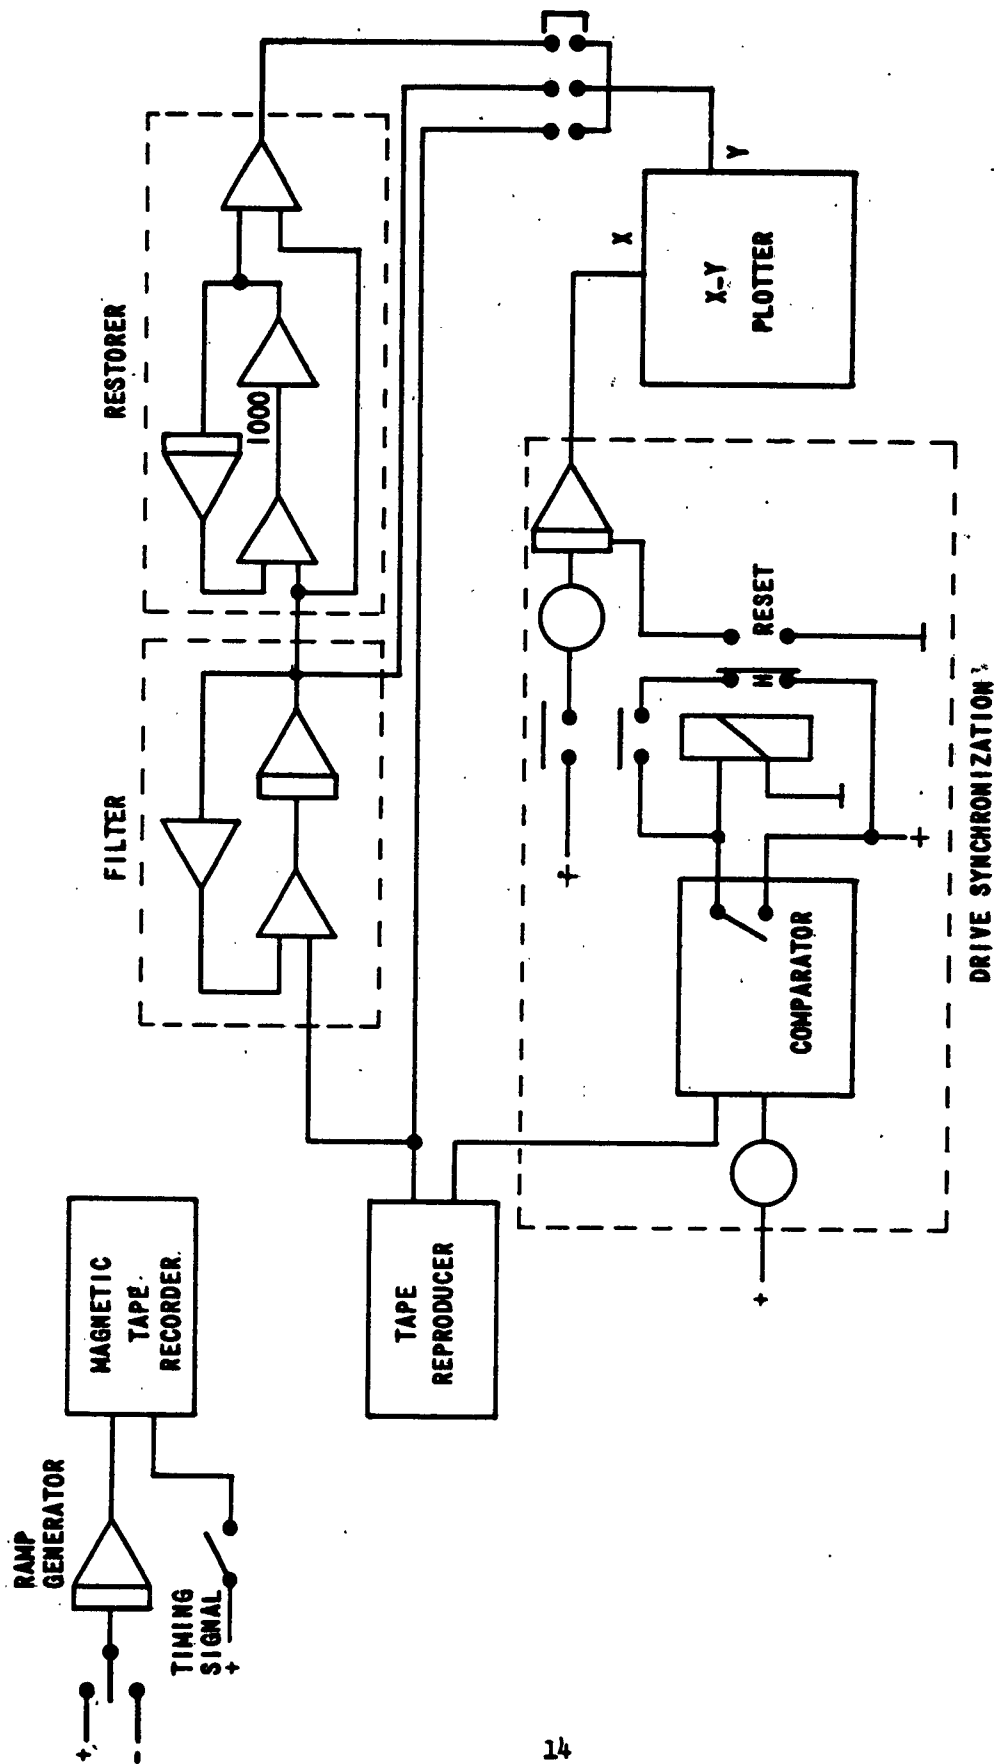 RAMP
GENERATOR
+
-
TIMING
SIGNAL
+
MAGNETIC
TAPE
RECORDER
TAPE
REPRODUCER
FILTER
RESTORER
1000
+
COMPARATOR
+
+
M
RESET
DRIVE SYNCHRONIZATION
X
Y
X-Y
PLOTTER
14